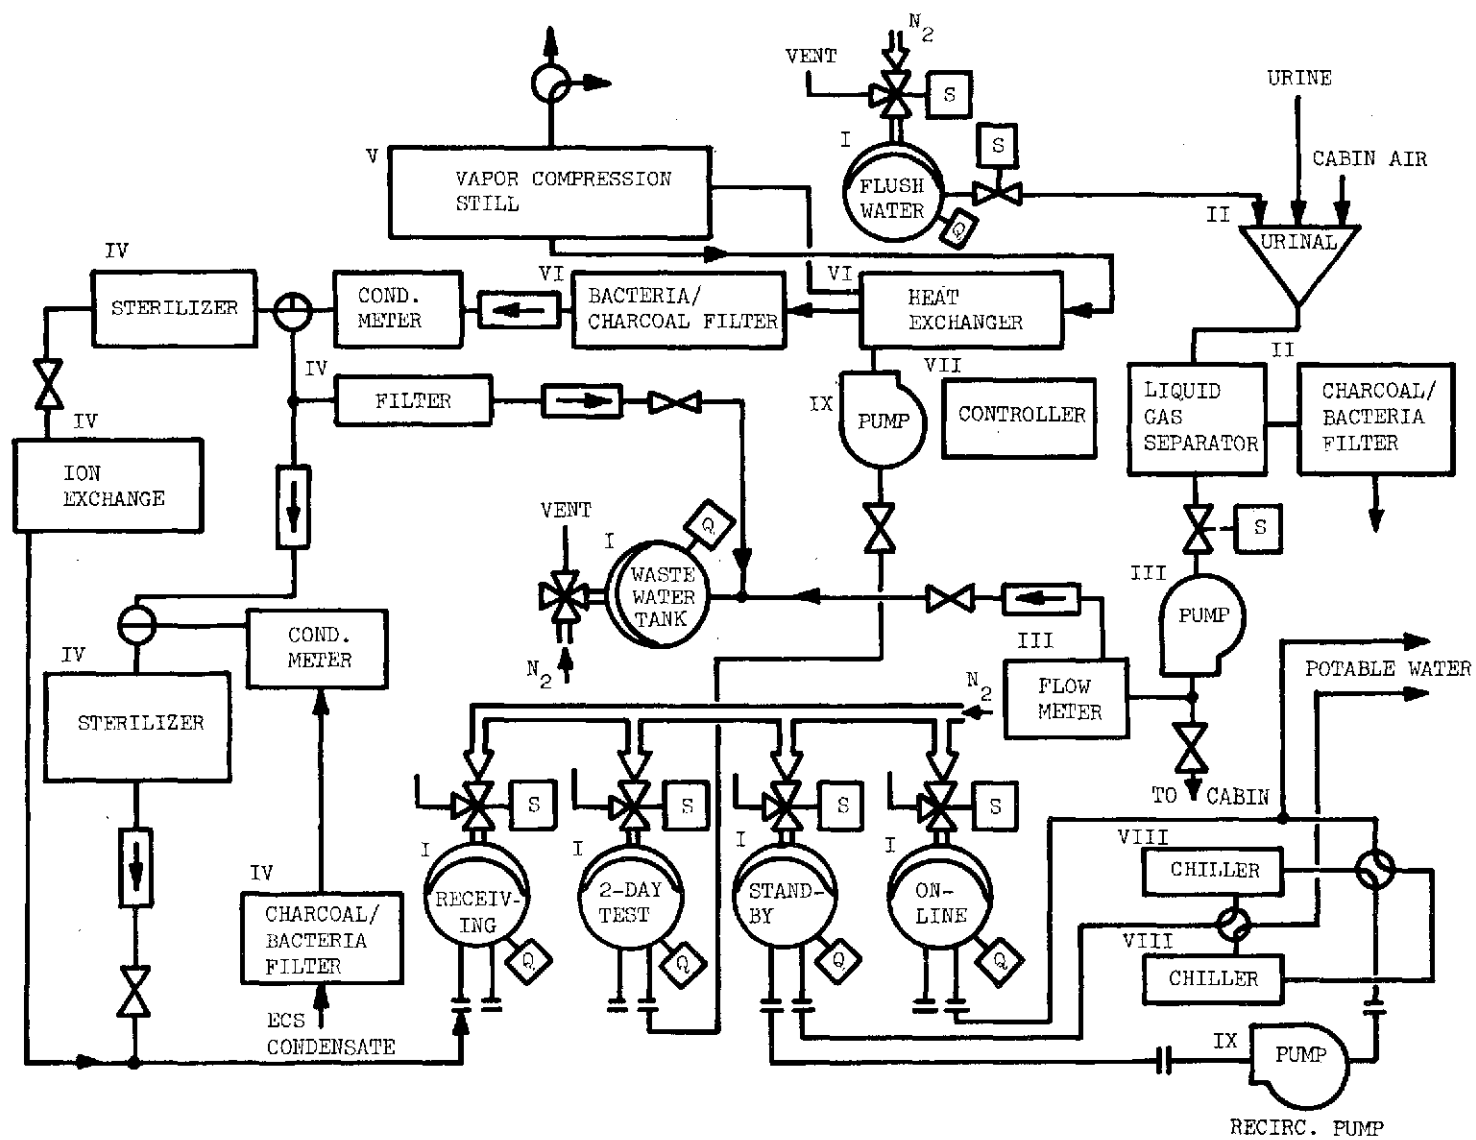 N2
VENT
S
URINE
I
S
CABIN AIR
V
VAPOR COMPRESSION
STILL
FLUSH
WATER
Q
II
URINAL
IV
STERILIZER
COND.
METER
VI
BACTERIA/
CHARCOAL FILTER
VI
HEAT
EXCHANGER
II
IV
FILTER
VII
IX
PUMP
CONTROLLER
LIQUID
GAS
SEPARATOR
CHARCOAL/
BACTERIA
FILTER
IV
ION
EXCHANGE
VENT
I
Q
S
WASTE
WATER
TANK
III
PUMP
N2
IV
COND.
METER
STERILIZER
III
FLOW
METER
N2
POTABLE WATER
TO CABIN
S
S
S
S
I
I
I
I
RECEIV-
ING
2-DAY
TEST
STAND-
BY
ON-
LINE
Q
Q
Q
Q
VIII
CHILLER
VIII
CHILLER
IV
CHARCOAL/
BACTERIA
FILTER
ECS
CONDENSATE
IX
PUMP
RECIRC. PUMP